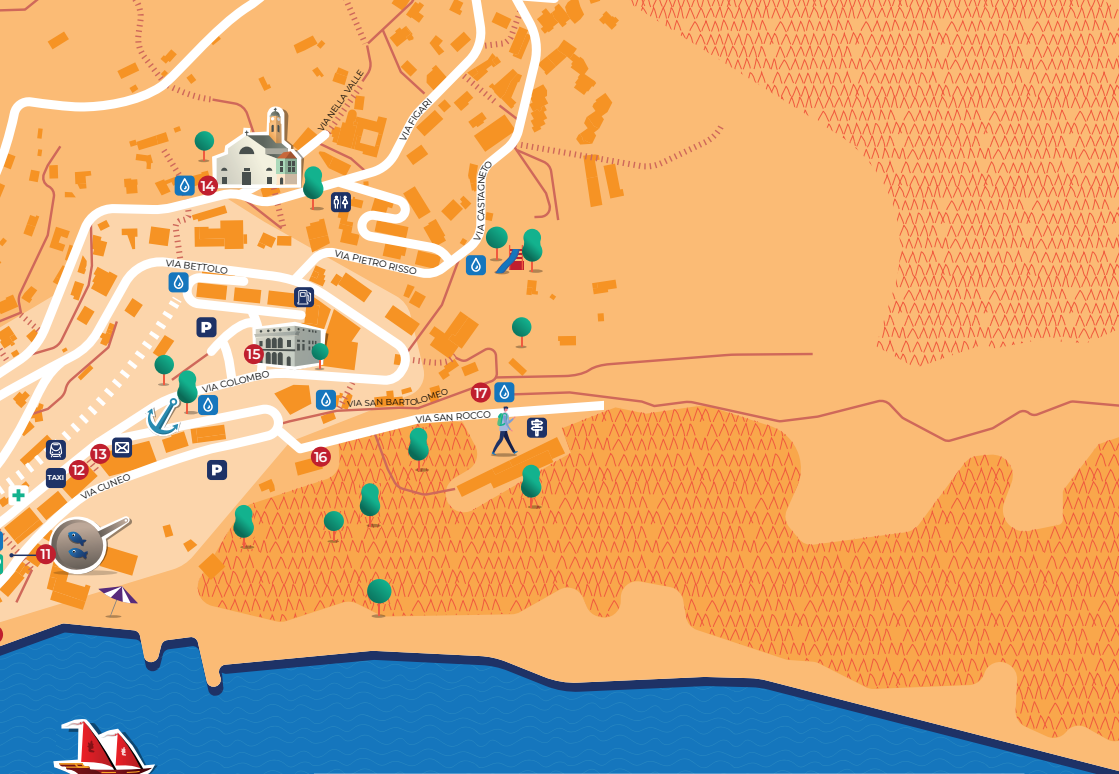 VIA NELLA VALLE
VIA FIGARI
14
VIA CASTAGNETO
VIA BETTOLO
VIA PIETRO RISSO
P
15
VIA COLOMBO
17
VIA SAN BARTOLOMEO
VIA SAN ROCCO
13
16
TAXI
12
P
VIA CUNEO
11